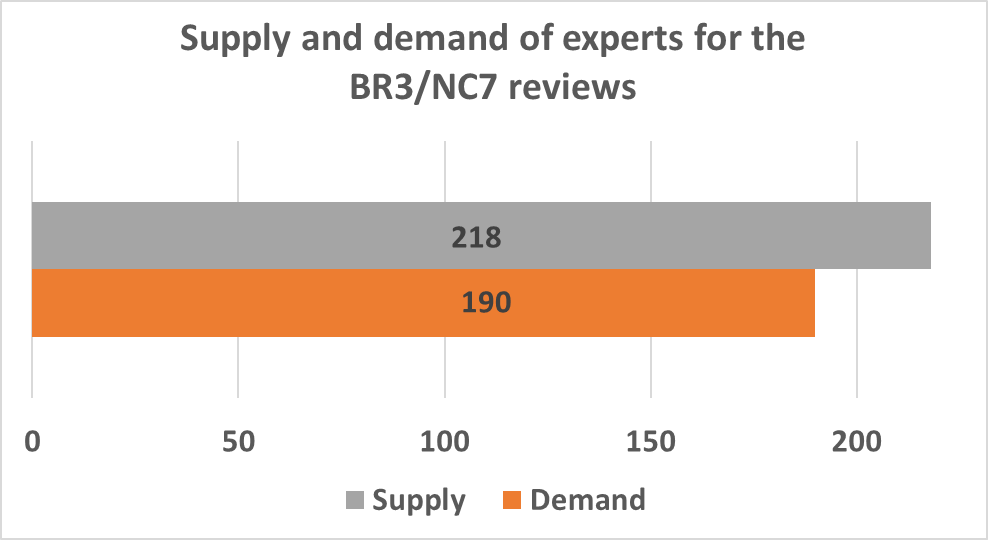 Supply and demand of experts for the
BR3/NC7 reviews
218
190
0 50 100 150 200
Supply Demand